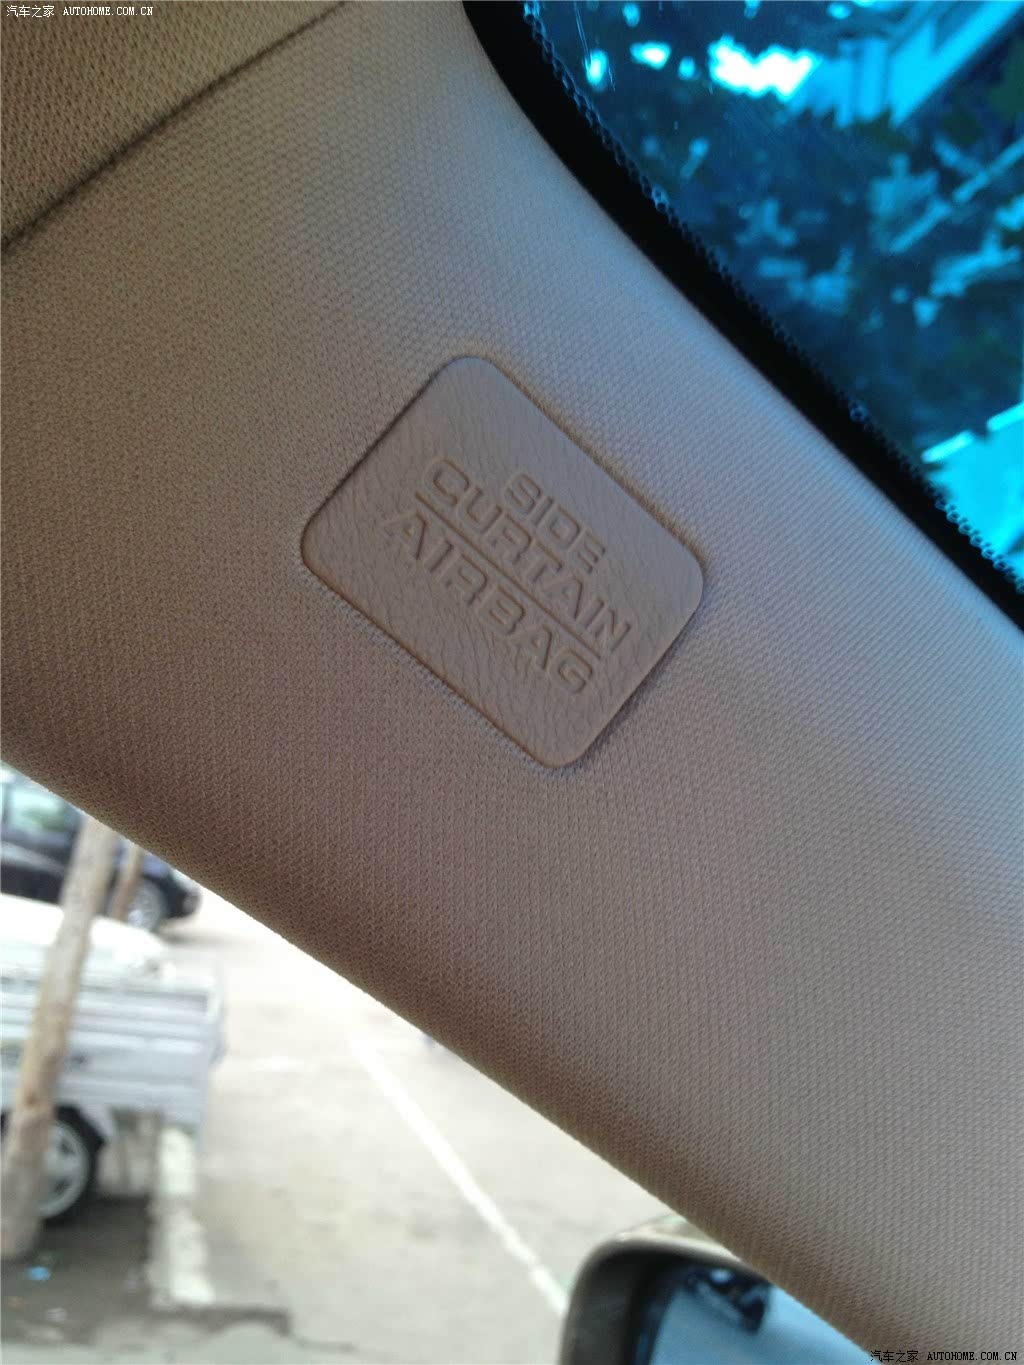 汽车之家 AUTOHOME.COM.CN
SIDE
CURTAIN
AIRBAG
汽车之家 AUTOHOME.COM.CN